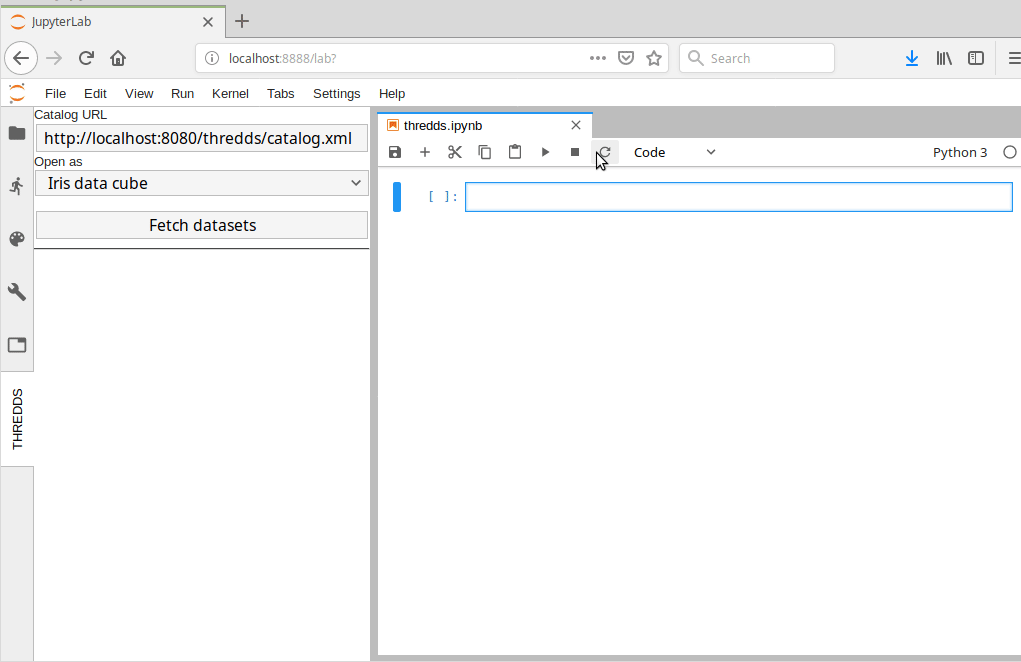 JupyterLab
localhost:8888/lab?
Search
File Edit View Run Kernel Tabs Settings Help
Catalog URL
http://localhost:8080/thredds/catalog.xml
Open as
Iris data cube
Fetch datasets
THREDDS
thredds.ipynb
Code
Python 3
[ ]: